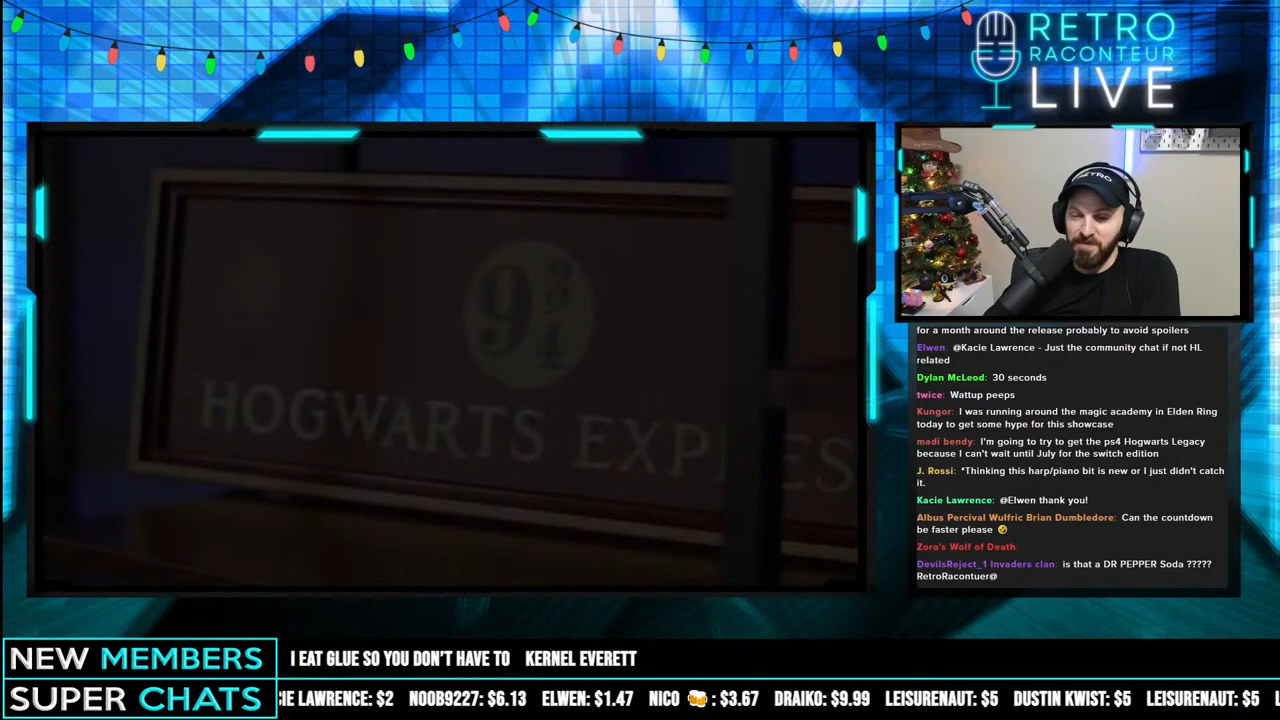 RETRO
RACONTEUR
LIVE
RETRO
9 3/4
HOGWARTS EXPRES
for a month around the release probably to avoid spoilers
Elwen: @Kacie Lawrence - Just the community chat if not HL
related
Dylan McLeod: 30 seconds
twice: Wattup peeps
Kungor: I was running around the magic academy in Elden Ring
today to get some hype for this showcase
madi bendy: I'm going to try to get the ps4 Hogwarts Legacy
because I can't wait until July for the switch edition
J. Rossi: *Thinking this harp/piano bit is new or I just didn't catch
it.
Kacie Lawrence: @Elwen thank you!
Albus Percival Wulfric Brian Dumbledore: Can the countdown
be faster please 🤣
Zoro's Wolf of Death:
DevilsReject_1 Invaders clan: is that a DR PEPPER Soda ?????
RetroRacontuer@
NEW MEMBERS I EAT GLUE SO YOU DON'T HAVE TO KERNEL EVERETT
SUPER CHATS CIE LAWRENCE: $2 NOOB9227: $6.13 ELWEN: $1.47 NICO 🍻: $3.67 DRAIKO: $9.99 LEISURENAUT: $5 DUSTIN KWIST: $5 LEISURENAUT: $5